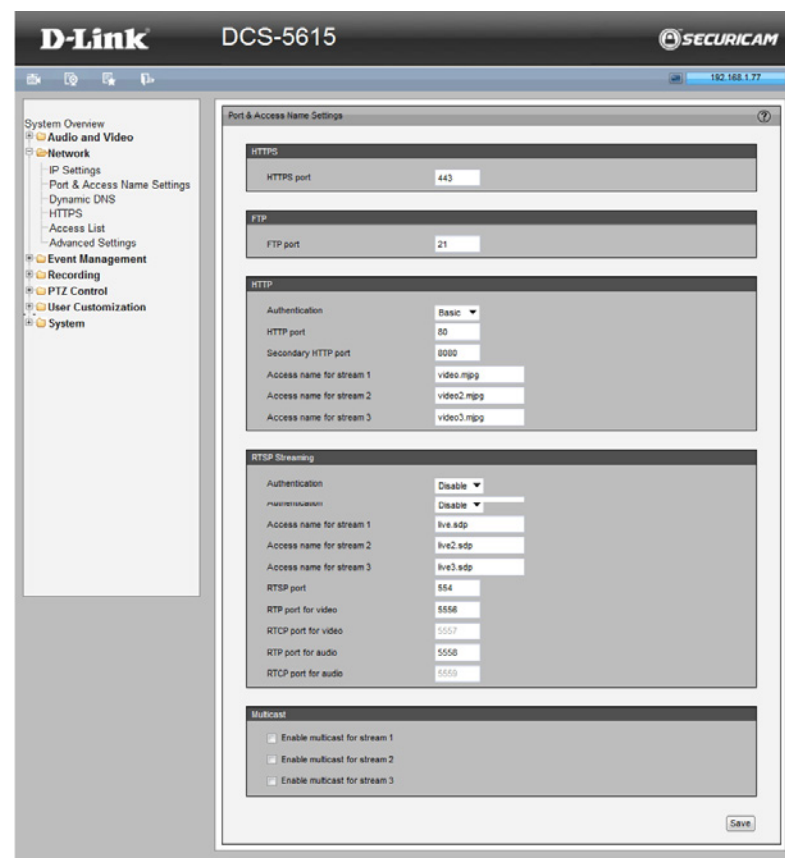 D-Link
DCS-5615
SECURICAM
192.168.1.77
System Overview
Audio and Video
Network
IP Settings
Port & Access Name Settings
Dynamic DNS
HTTPS
Access List
Advanced Settings
Event Management
Recording
PTZ Control
User Customization
System
Port & Access Name Settings
?
HTTPS
HTTPS port 443
FTP
FTP port 21
HTTP
Authentication Basic
HTTP port 80
Secondary HTTP port 8080
Access name for stream 1 video.mjpg
Access name for stream 2 video2.mjpg
Access name for stream 3 video3.mjpg
RTSP Streaming
Authentication Disable
Authentication Disable
Access name for stream 1 live.sdp
Access name for stream 2 live2.sdp
Access name for stream 3 live3.sdp
RTSP port 554
RTP port for video 5556
RTCP port for video 5557
RTP port for audio 5558
RTCP port for audio 5559
Multicast
Enable multicast for stream 1
Enable multicast for stream 2
Enable multicast for stream 3
Save